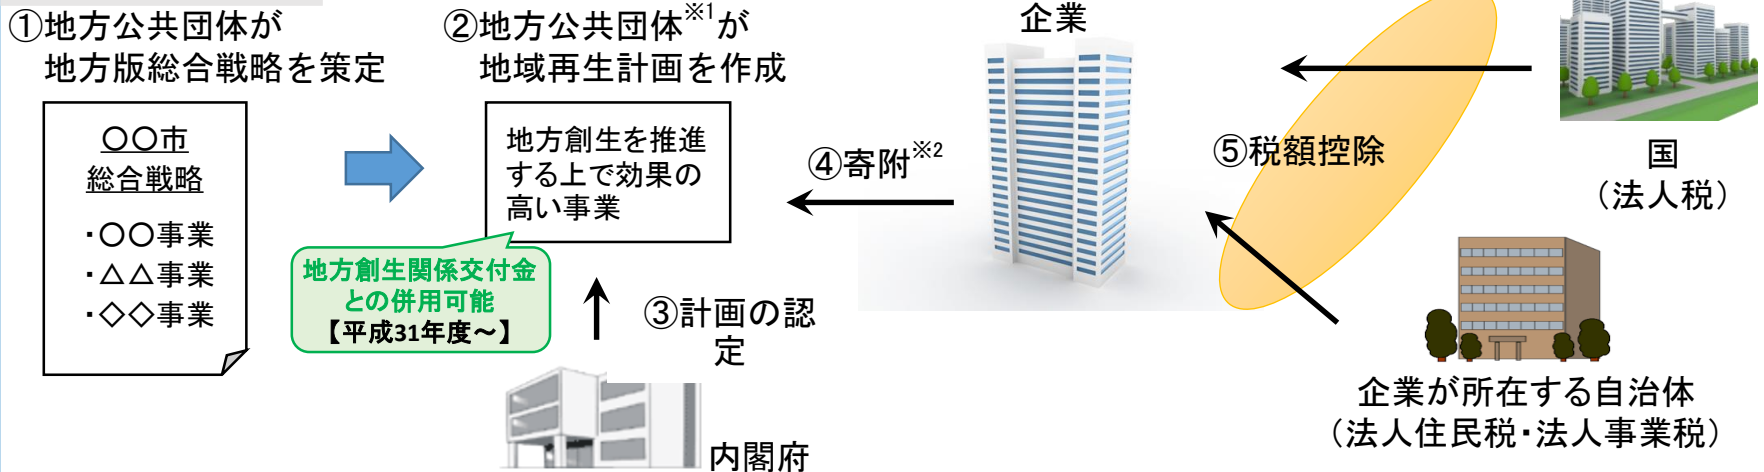 ①地方公共団体が
地方版総合戦略を策定
〇〇市
総合戦略
・〇〇事業
・△△事業
・◇◇事業
②地方公共団体※1が
地域再生計画を作成
地方創生を推進
する上で効果の
高い事業
地方創生関係交付金
との併用可能
【平成31年度～】
③計画の認
定
内閣府
④寄附※2
企業
⑤税額控除
国
（法人税）
企業が所在する自治体
（法人住民税・法人事業税）